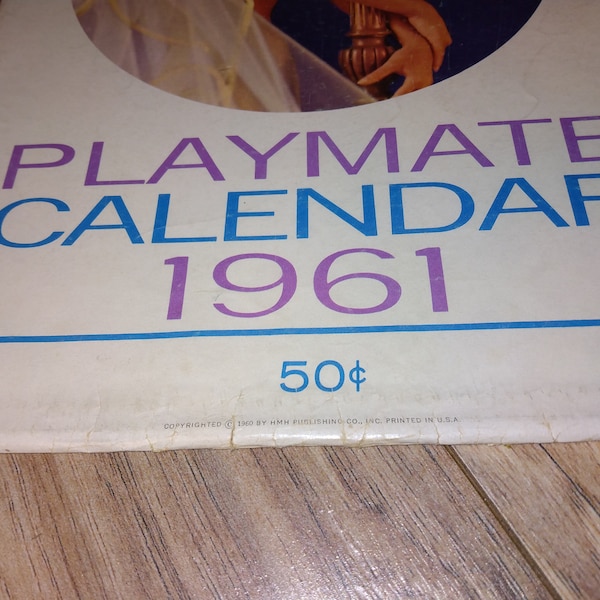 PLAYMATE
CALENDAR
1961
50¢
COPYRIGHTED © 1960 BY HMH PUBLISHING CO., INC. PRINTED IN U.S.A.